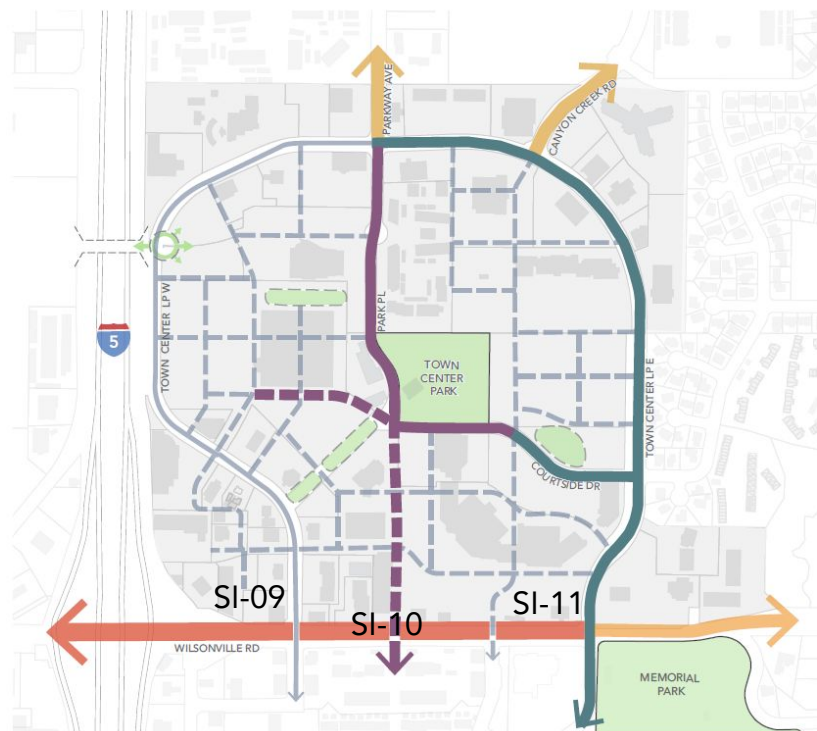 PARKWAY AVE
CANYON CREEK RD
TOWN CENTER LP W
5
PARK PL
TOWN
CENTER
PARK
TOWN CENTER LP E
COURTSIDE DR
SI-09
SI-10
SI-11
WILSONVILLE RD
MEMORIAL
PARK